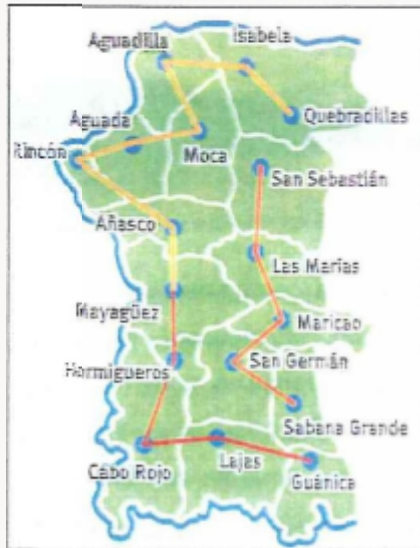 Aguadilla
Isabela
Quebradillas
Aguada
Rincón
Moca
San Sebastián
Añasco
Las Marías
Mayagüez
Maricao
Hormigueros
San Germán
Sabana Grande
Cabo Rojo
Lajas
Guánica